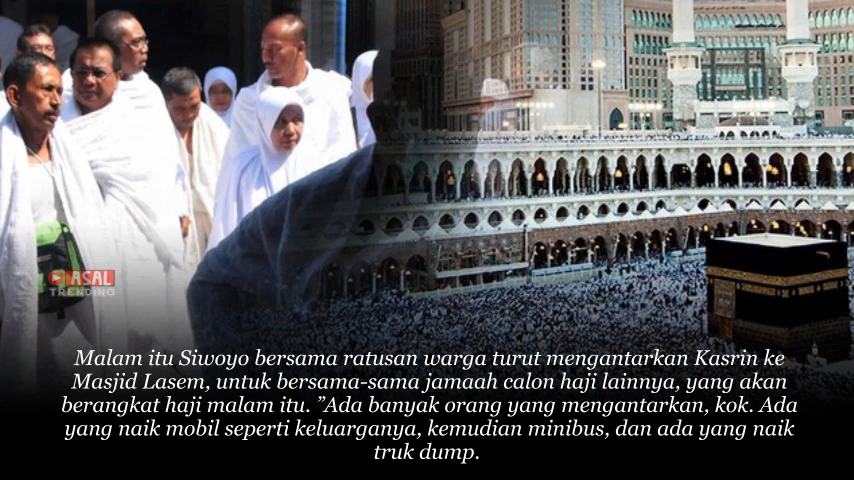 ASAL
TRENDING
Malam itu Siwoyo bersama ratusan warga turut mengantarkan Kasrin ke
Masjid Lasem, untuk bersama-sama jamaah calon haji lainnya, yang akan
berangkat haji malam itu. ”Ada banyak orang yang mengantarkan, kok. Ada
yang naik mobil seperti keluarganya, kemudian minibus, dan ada yang naik
truk dump.